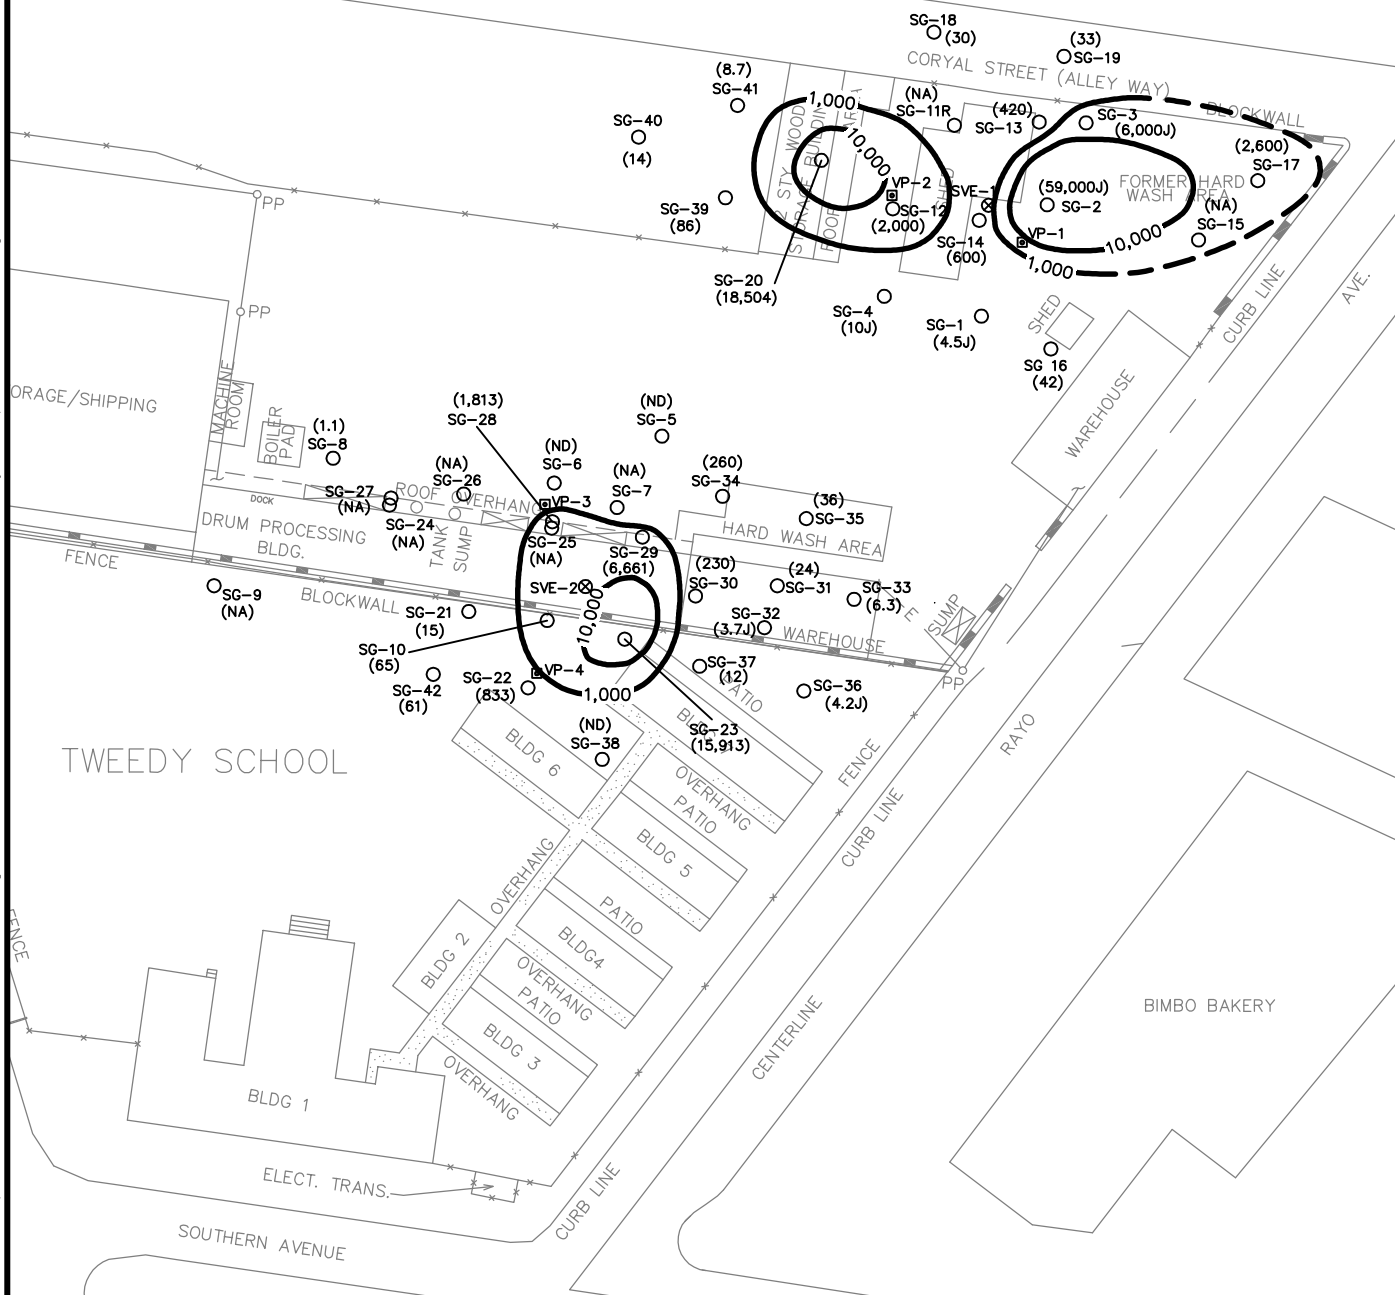 SG-18
(30)
(33)
SG-19
CORYAL STREET (ALLEY WAY)
BLOCKWALL
(8.7)
SG-41
SG-40
(14)
SG-39
(86)
1,000
10,000
2 STY WOOD
STORAGE BUILDING
ROOF AREA
(NA)
SG-11R
(420)
SG-13
SG-3
(6,000J)
(2,600)
SG-17
VP-2
SG-12
(2,000)
SHED
SVE-1
SG-14
(600)
(59,000J)
SG-2
FORMER HARD
WASH AREA
(NA)
SG-15
VP-1
10,000
1,000
SG-20
(18,504)
SG-4
(10J)
SG-1
(4.5J)
SHED
SG 16
(42)
CURB LINE
AVE.
WAREHOUSE
PP
PP
ORAGE/SHIPPING
MACHINE
ROOM
BOILER
PAD
(1.1)
SG-8
(1,813)
SG-28
(ND)
SG-5
(ND)
SG-6
(NA)
SG-7
(260)
SG-34
(36)
SG-35
HARD WASH AREA
(NA)
SG-26
SG-27
(NA)
ROOF OVERHANG
VP-3
DOCK
SG-24
(NA)
TANK
SUMP
DRUM PROCESSING
BLDG.
FENCE
BLOCKWALL
SG-25
(NA)
SG-29
(6,661)
SVE-2
10,000
(230)
SG-30
(24)
SG-31
SG-33
(6.3)
SG-32
(3.7J)
WAREHOUSE
SUMP
PP
SG-9
(NA)
SG-21
(15)
SG-10
(65)
SG-42
(61)
SG-22
(833)
VP-4
1,000
SG-37
(12)
PATIO
SG-36
(4.2J)
SG-23
(15,913)
(ND)
SG-38
TWEEDY SCHOOL
BLDG 6
OVERHANG
PATIO
BLDG 5
FENCE
CURB LINE
RAYO
OVERHANG
PATIO
BLDG4
BLDG 2
OVERHANG
PATIO
BLDG 3
OVERHANG
FENCE
CENTERLINE
BIMBO BAKERY
BLDG 1
ELECT. TRANS.
CURB LINE
SOUTHERN AVENUE